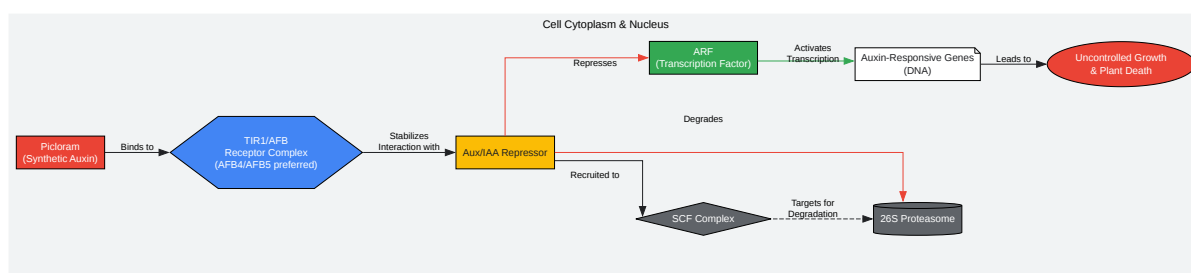 Cell Cytoplasm & Nucleus
ARF
(Transcription Factor)
Activates
Transcription
Auxin-Responsive Genes
(DNA)
Leads to
Uncontrolled Growth
& Plant Death
Represses
Degrades
Picloram
(Synthetic Auxin)
Binds to
TIR1/AFB
Receptor Complex
(AFB4/AFB5 preferred)
Stabilizes
Interaction with
Aux/IAA Repressor
Recruited to
SCF Complex
Targets for
Degradation
26S Proteasome